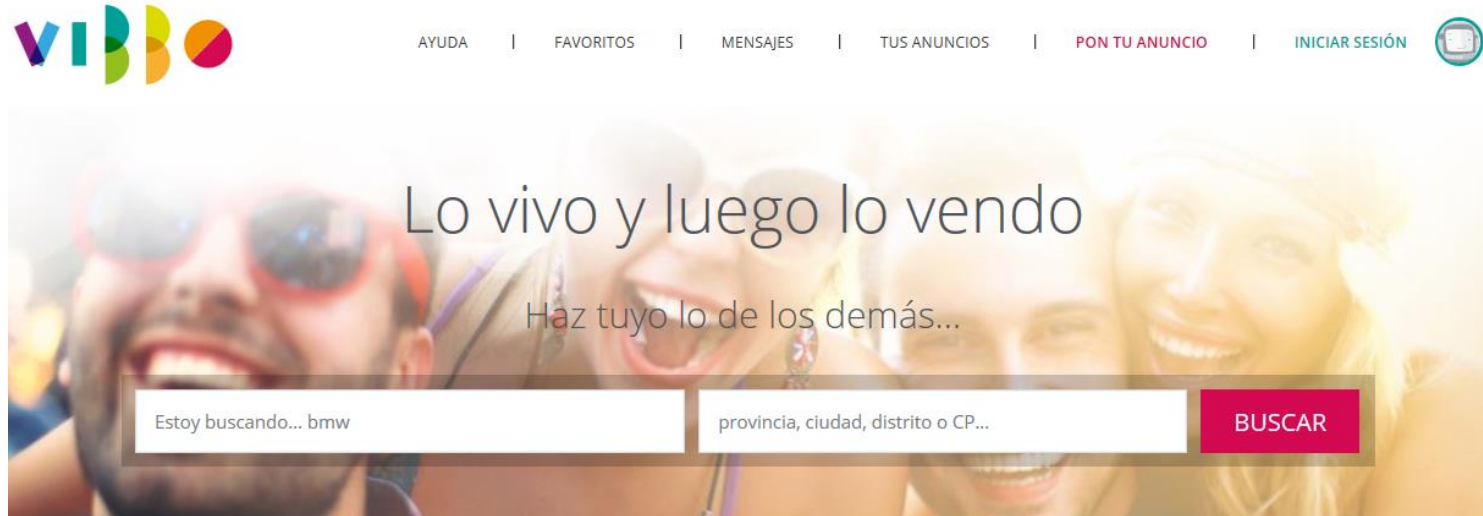 VIBBO
AYUDA | FAVORITOS | MENSAJES | TUS ANUNCIOS | PON TU ANUNCIO | INICIAR SESIÓN
Lo vivo y luego lo vendo
Haz tuyo lo de los demás...
Estoy buscando... bmw
provincia, ciudad, distrito o CP...
BUSCAR